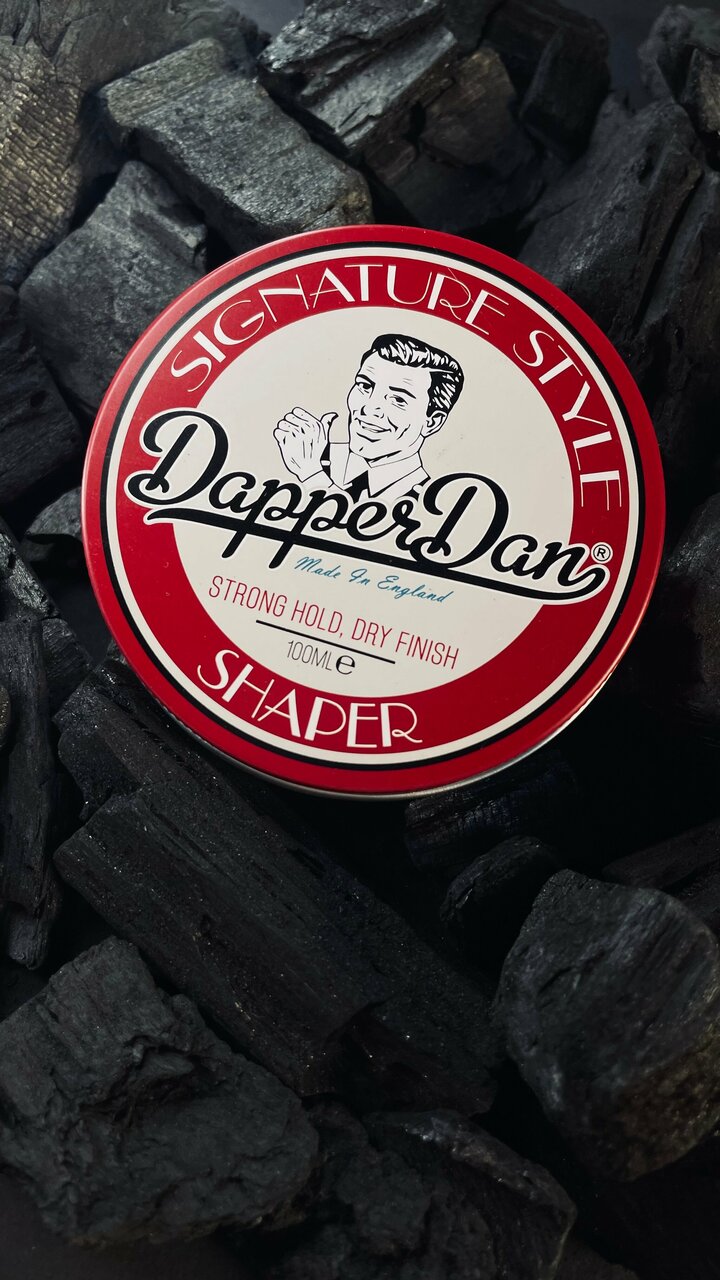 SIGNATURE STYLE
DapperDan®
Made In England
STRONG HOLD, DRY FINISH
100ML℮
SHAPER